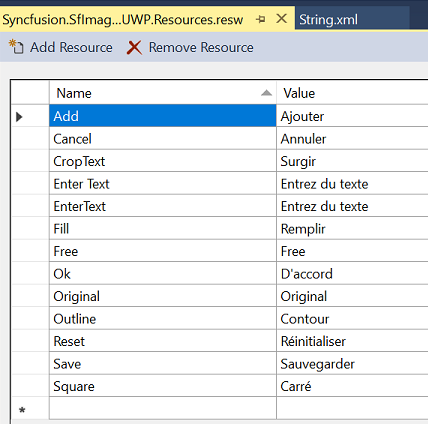 Syncfusion.SfImag...UWP.Resources.resw String.xml
Add Resource Remove Resource
Name Value
Add Ajouter
Cancel Annuler
CropText Surgir
Enter Text Entrez du texte
EnterText Entrez du texte
Fill Remplir
Free Free
Ok D'accord
Original Original
Outline Contour
Reset Réinitialiser
Save Sauvegarder
Square Carré
*